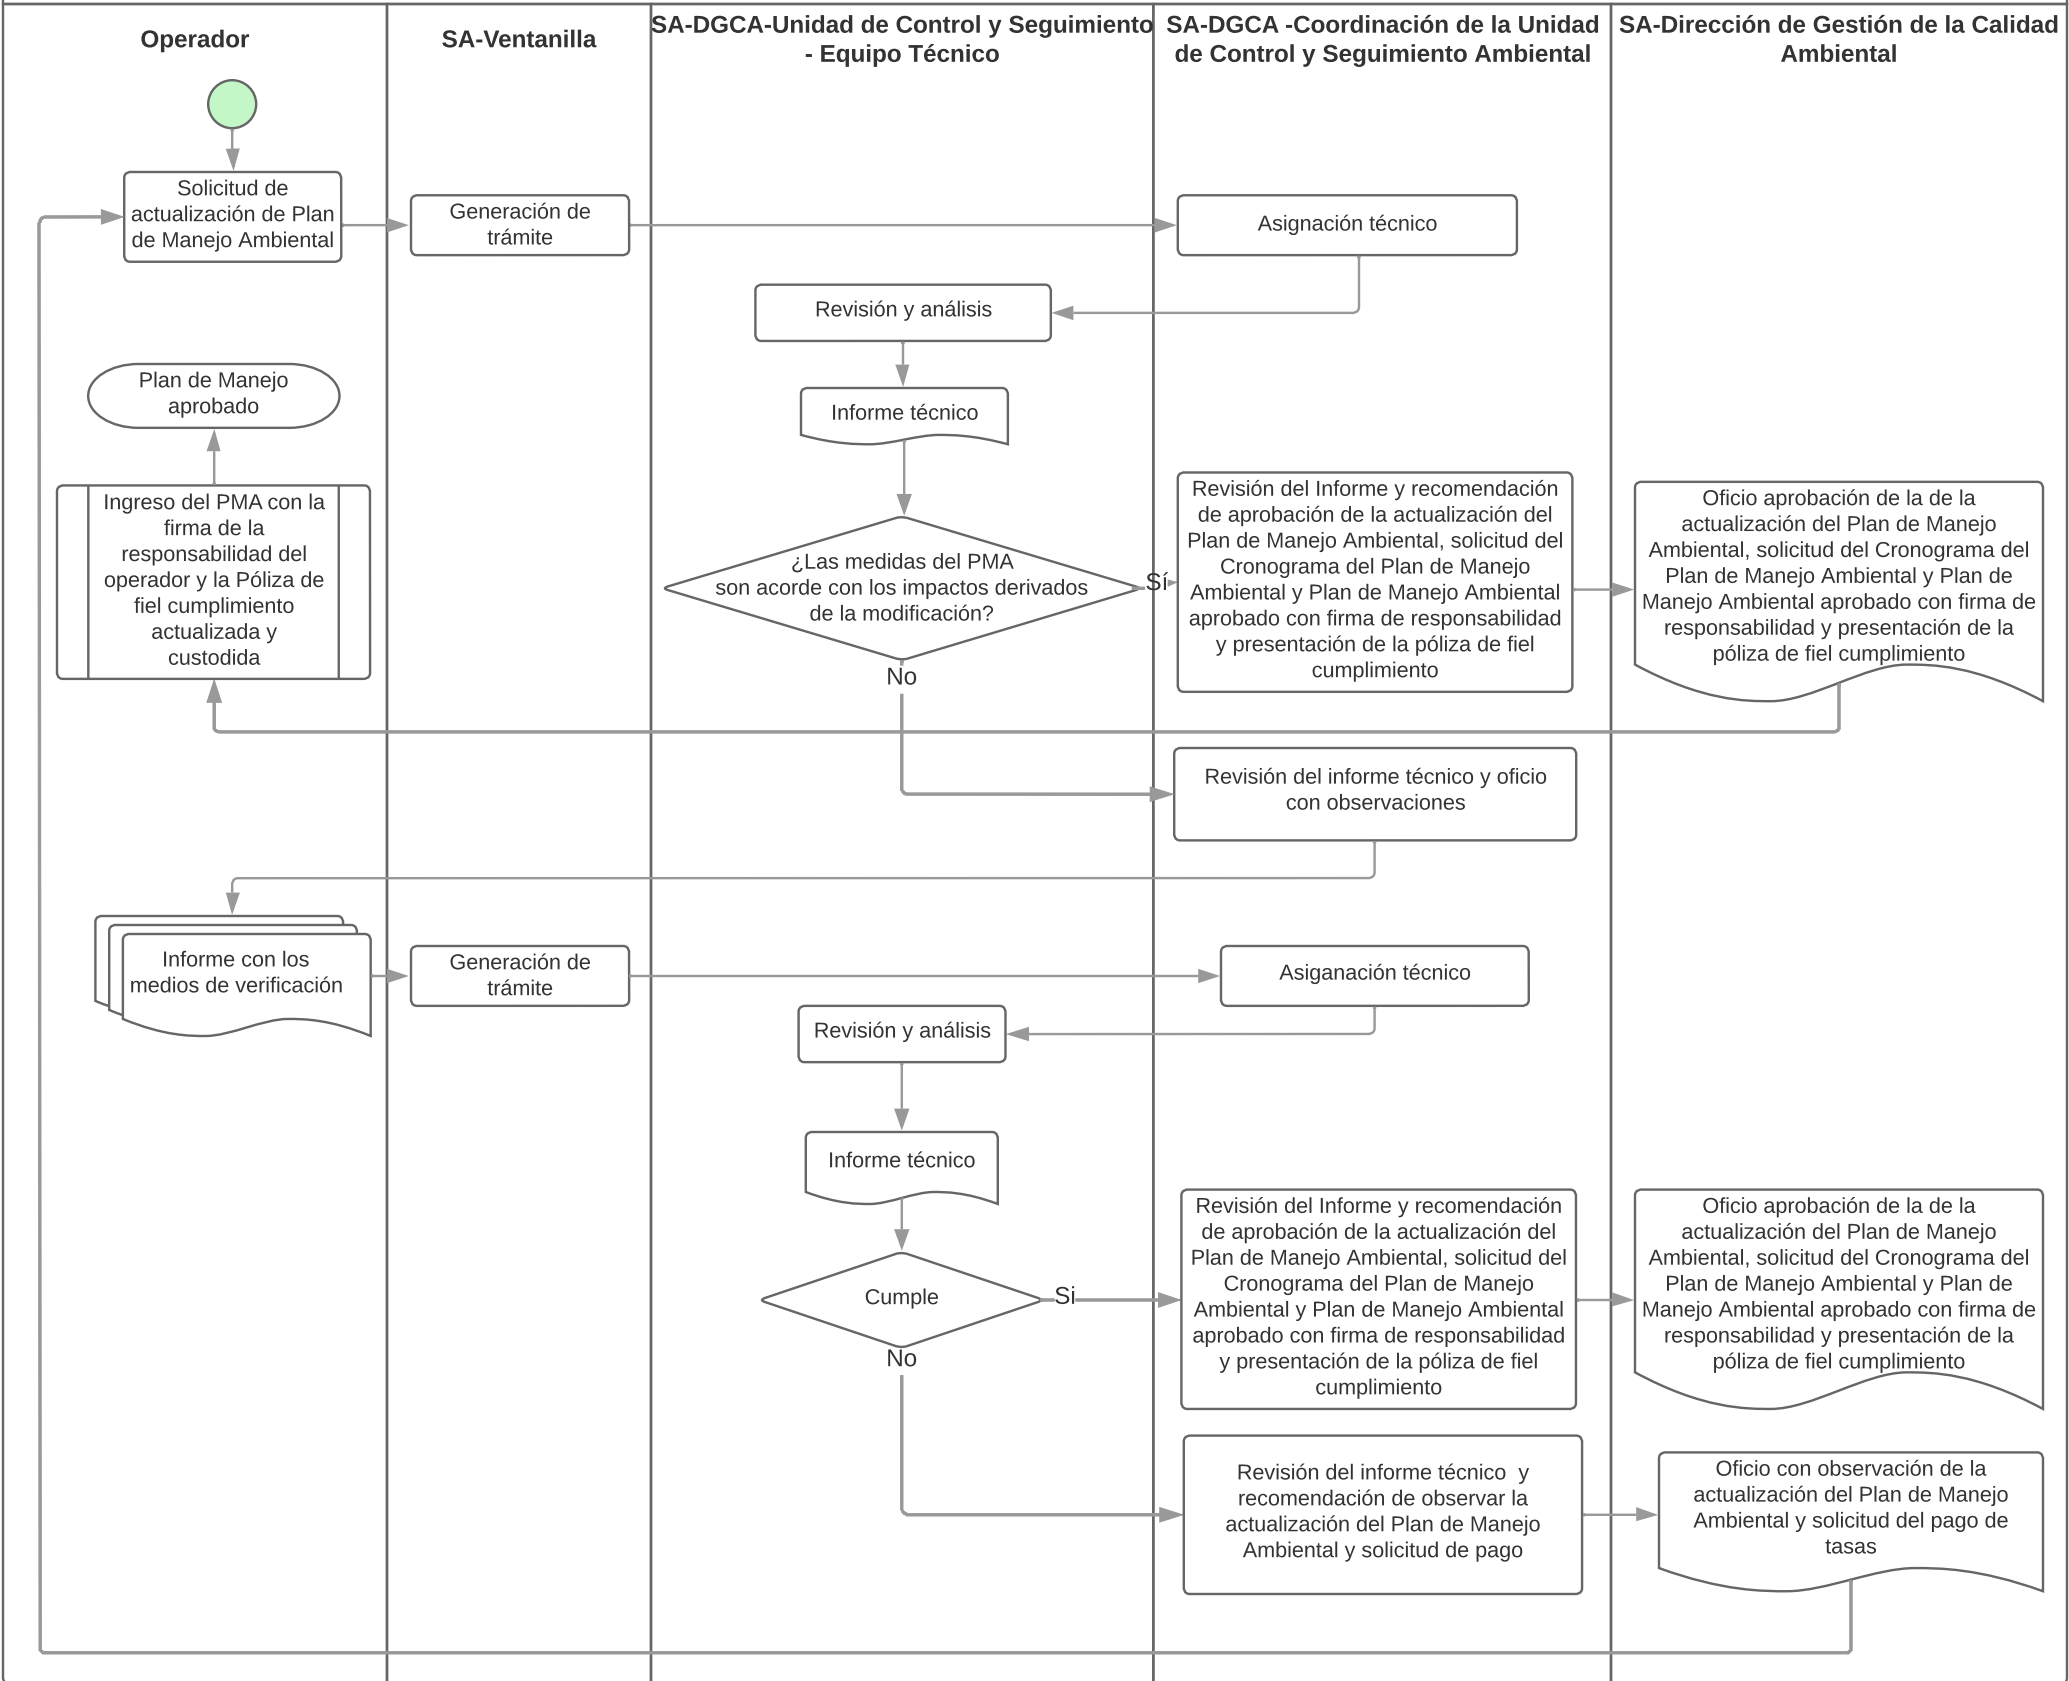 Operador
SA-Ventanilla
SA-DGCA-Unidad de Control y Seguimiento
- Equipo Técnico
SA-DGCA -Coordinación de la Unidad
de Control y Seguimiento Ambiental
SA-Dirección de Gestión de la Calidad
Ambiental
Solicitud de
actualización de Plan
de Manejo Ambiental
Generación de
trámite
Asignación técnico
Revisión y análisis
Informe técnico
¿Las medidas del PMA
son acorde con los impactos derivados
de la modificación?
Sí
No
Revisión del Informe y recomendación
de aprobación de la actualización del
Plan de Manejo Ambiental, solicitud del
Cronograma del Plan de Manejo
Ambiental y Plan de Manejo Ambiental
aprobado con firma de responsabilidad
y presentación de la póliza de fiel
cumplimiento
Oficio aprobación de la de la
actualización del Plan de Manejo
Ambiental, solicitud del Cronograma del
Plan de Manejo Ambiental y Plan de
Manejo Ambiental aprobado con firma de
responsabilidad y presentación de la
póliza de fiel cumplimiento
Plan de Manejo
aprobado
Ingreso del PMA con la
firma de la
responsabilidad del
operador y la Póliza de
fiel cumplimiento
actualizada y
custodida
Revisión del informe técnico y oficio
con observaciones
Informe con los
medios de verificación
Generación de
trámite
Asiganación técnico
Revisión y análisis
Informe técnico
Cumple
Si
No
Revisión del Informe y recomendación
de aprobación de la actualización del
Plan de Manejo Ambiental, solicitud del
Cronograma del Plan de Manejo
Ambiental y Plan de Manejo Ambiental
aprobado con firma de responsabilidad
y presentación de la póliza de fiel
cumplimiento
Oficio aprobación de la de la
actualización del Plan de Manejo
Ambiental, solicitud del Cronograma del
Plan de Manejo Ambiental y Plan de
Manejo Ambiental aprobado con firma de
responsabilidad y presentación de la
póliza de fiel cumplimiento
Revisión del informe técnico  y
recomendación de observar la
actualización del Plan de Manejo
Ambiental y solicitud de pago
Oficio con observación de la
actualización del Plan de Manejo
Ambiental y solicitud del pago de
tasas